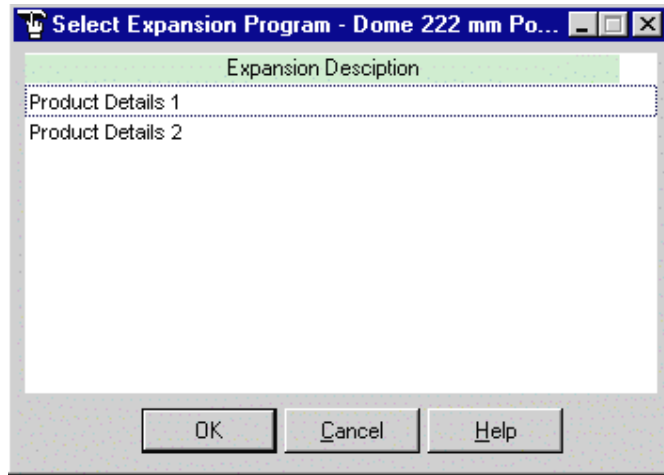 Select Expansion Program - Dome 222 mm Po...
Expansion Desciption
Product Details 1
Product Details 2
OK Cancel Help